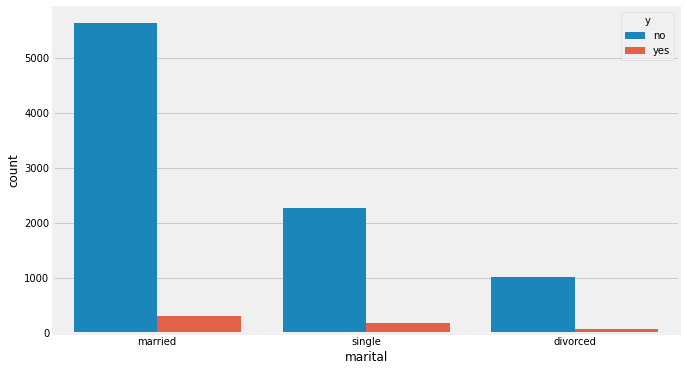 y
no
yes
5000
4000
3000
2000
1000
0
count
married
single
divorced
marital